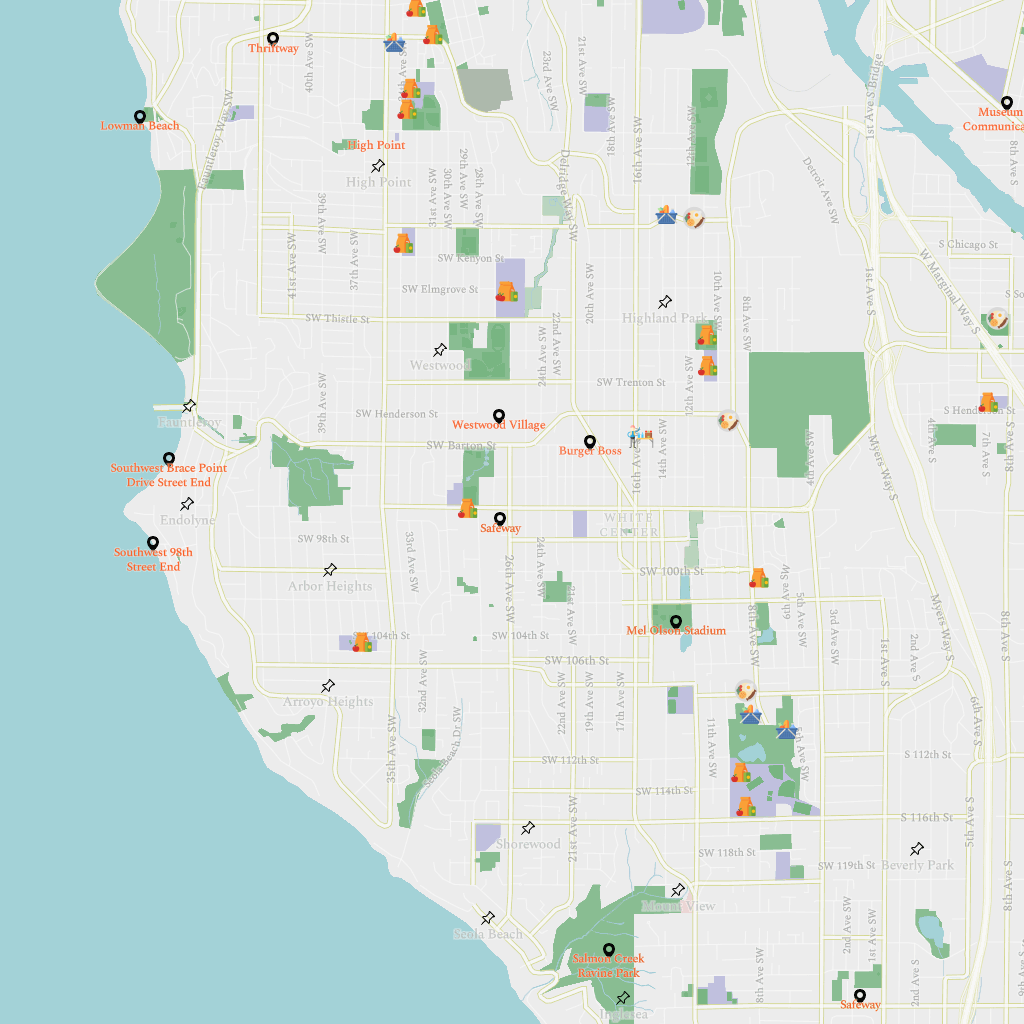 Thriftway
40th Ave SW
23rd Ave SW
21st Ave SW
1st Ave S Bridge
Museum
Communica
Lowman Beach
Fauntleroy Way SW
High Point
High Point
18th Ave SW
16th Ave SW
12th Ave SW
8th Ave S
Detroit Ave SW
Delridge Way SW
31st Ave SW
30th Ave SW
29th Ave SW
28th Ave SW
39th Ave SW
37th Ave SW
41st Ave SW
SW Kenyon St
SW Elmgrove St
SW Thistle St
20th Ave SW
22nd Ave SW
24th Ave SW
Highland Park
10th Ave SW
8th Ave SW
1st Ave S
S Chicago St
W Marginal Way S
Westwood
SW Trenton St
12th Ave SW
39th Ave SW
SW Henderson St
S Henderson St
Fauntleroy
Westwood Village
SW Barton St
Burger Boss
16th Ave SW
14th Ave SW
4th Ave SW
Myers Way S
4th Ave S
7th Ave S
8th Ave S
Southwest Brace Point
Drive Street End
Endolyne
Safeway
WHITE
CENTER
SW 98th St
33rd Ave SW
26th Ave SW
24th Ave SW
21st Ave SW
SW 100th St
Southwest 98th
Street End
Arbor Heights
8th Ave SW
6th Ave SW
5th Ave SW
3rd Ave SW
1st Ave S
2nd Ave S
Myers Way S
8th Ave S
SW 104th St
SW 104th St
Mel Olson Stadium
SW 106th St
32nd Ave SW
Arroyo Heights
35th Ave SW
Seola Beach Dr SW
22nd Ave SW
19th Ave SW
17th Ave SW
11th Ave SW
5th Ave SW
6th Ave S
SW 112th St
S 112th St
SW 114th St
S 116th St
5th Ave S
21st Ave SW
Shorewood
SW 118th St
SW 119th St
Beverly Park
8th Ave S
Mount View
Seola Beach
2nd Ave SW
1st Ave SW
Salmon Creek
Ravine Park
8th Ave SW
2nd Ave S
9th Ave S
Safeway
Inglesea